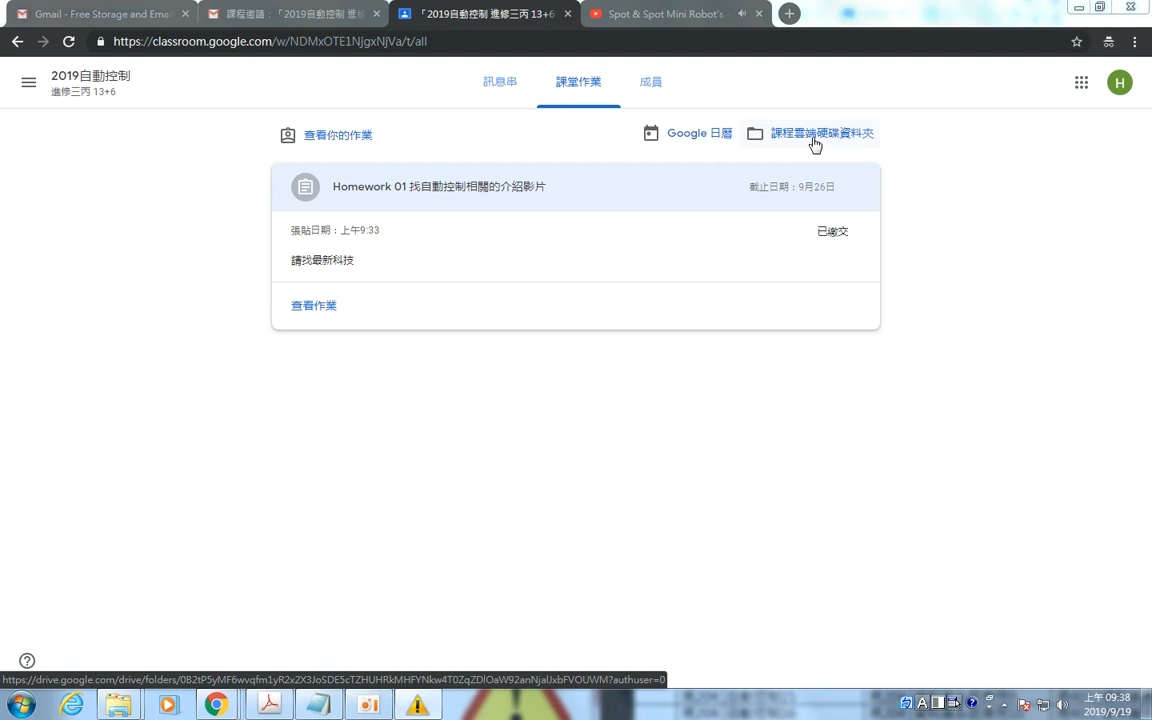 Gmail - Free Storage and Emai
課程邀請：「2019自動控制 進修
「2019自動控制 進修三丙 13+6
Spot & Spot Mini Robot's
https://classroom.google.com/w/NDMxOTE1NjgxNjVa/t/all
2019自動控制
進修三丙 13+6
訊息串
課堂作業
成員
H
查看你的作業
Google 日曆
課程雲端硬碟資料夾
Homework 01 找自動控制相關的介紹影片
截止日期：9月26日
張貼日期：上午9:33
已繳交
請找最新科技
查看作業
https://drive.google.com/drive/folders/0B2tP5yMF6wvqfm1yR2x2X3JoSDE5cTZHUHRkMHFYNkw4T0ZqZDlOaW92anNjalJxbFVOUWM?authuser=0
上午 09:38
2019/9/19